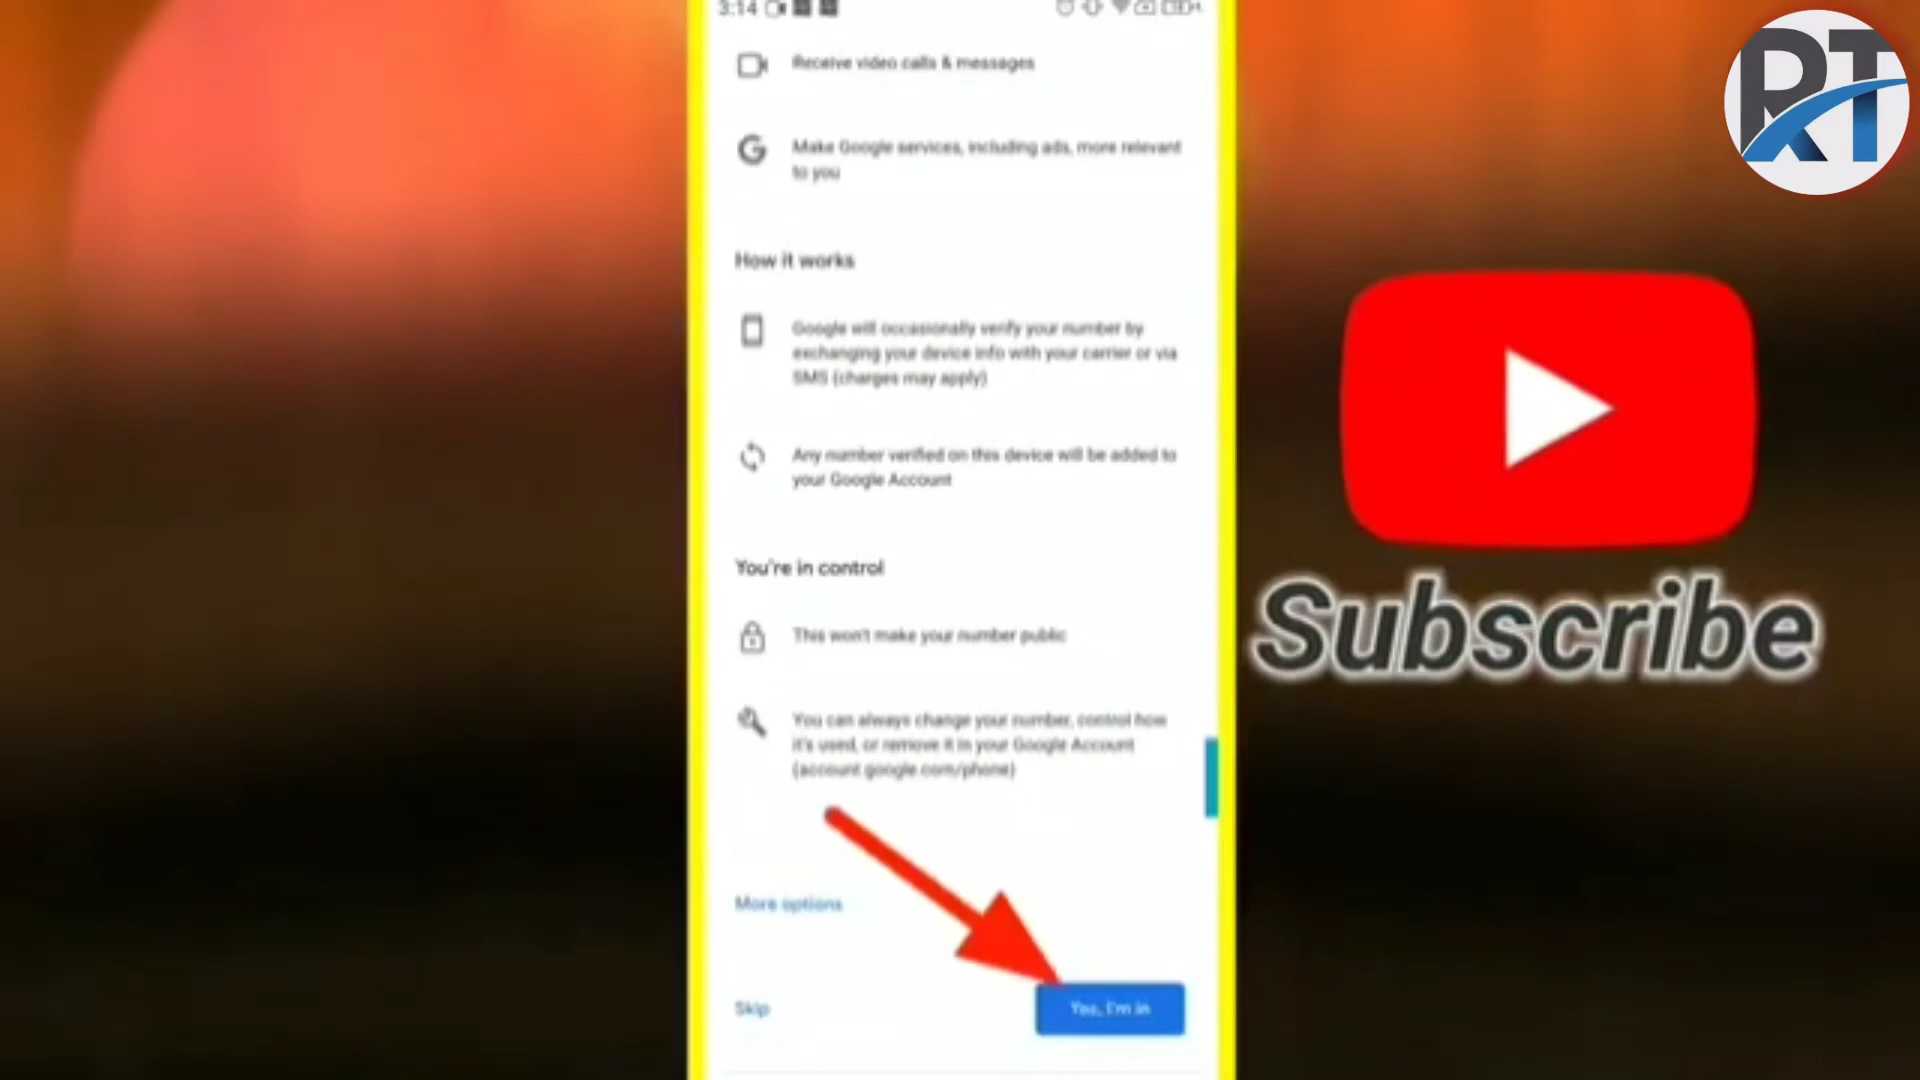 3:14
RT
Receive video calls & messages
Make Google services, including ads, more relevant
to you
How it works
Google will occasionally verify your number by
exchanging your device info with your carrier or via
SMS (charges may apply)
Any number verified on this device will be added to
your Google Account
You're in control
This won't make your number public
You can always change your number, control how
it's used, or remove it in your Google Account
(account.google.com/phone)
More options
Skip
Yes, I'm in
Subscribe